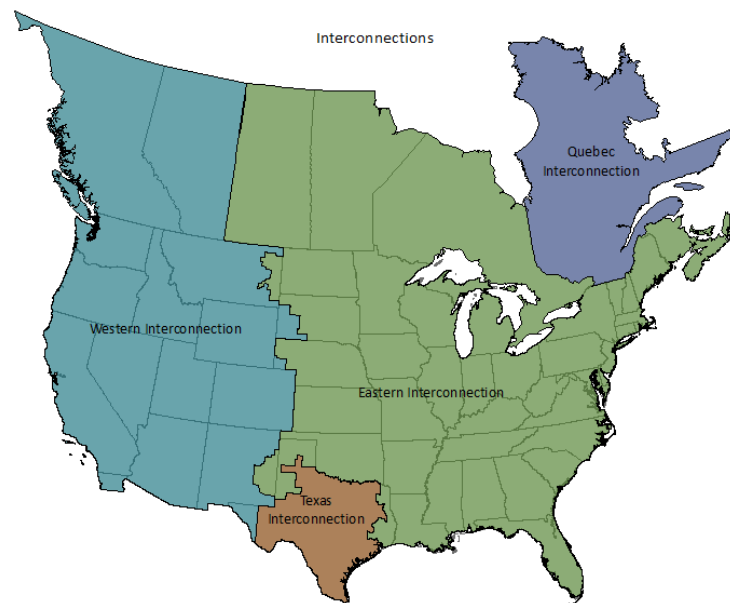 Interconnections
Quebec
Interconnection
Western Interconnection
Eastern Interconnection
Texas
Interconnection